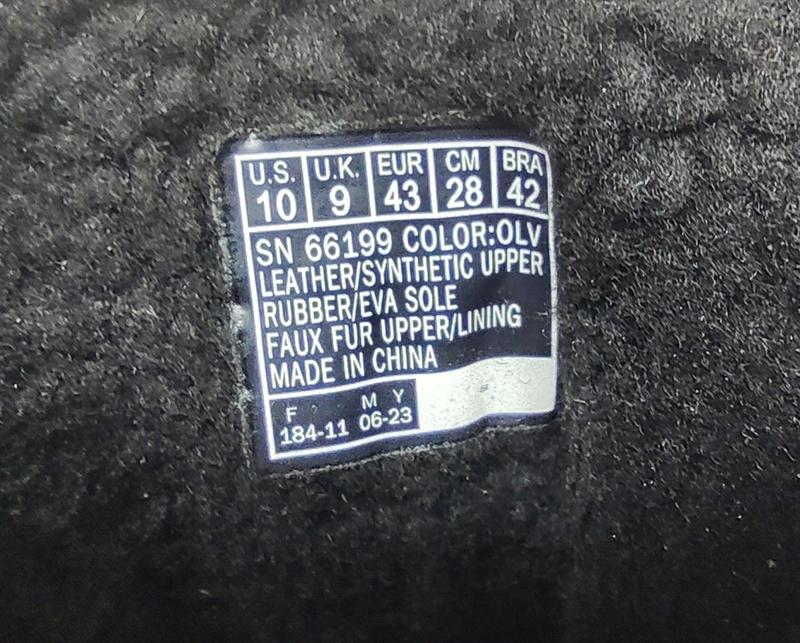 U.S. U.K. EUR CM BRA
10 9 43 28 42
SN 66199 COLOR:OLV
LEATHER/SYNTHETIC UPPER
RUBBER/EVA SOLE
FAUX FUR UPPER/LINING
MADE IN CHINA
F M Y
184-11 06-23